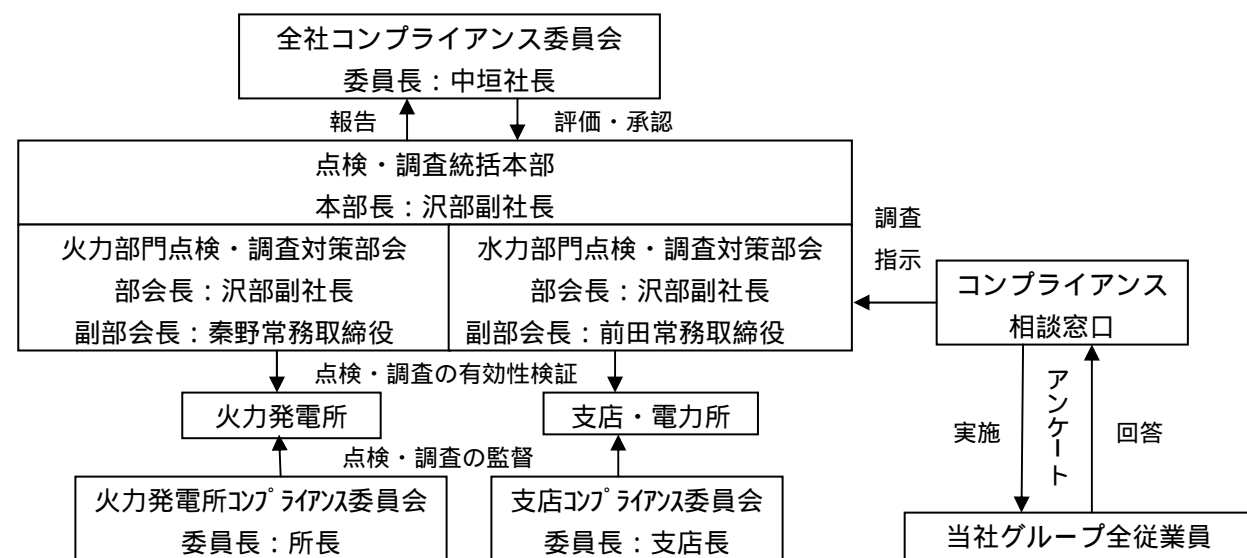 全社コンプライアンス委員会
委員長：中垣社長
報告
評価・承認
点検・調査統括本部
本部長：沢部副社長
火力部門点検・調査対策部会
部会長：沢部副社長
副部会長：秦野常務取締役
水力部門点検・調査対策部会
部会長：沢部副社長
副部会長：前田常務取締役
調査
指示
コンプライアンス
相談窓口
点検・調査の有効性検証
火力発電所
支店・電力所
実施
アンケート
回答
点検・調査の監督
火力発電所ｺﾝﾌﾟﾗｲｱﾝｽ委員会
委員長：所長
支店ｺﾝﾌﾟﾗｲｱﾝｽ委員会
委員長：支店長
当社グループ全従業員